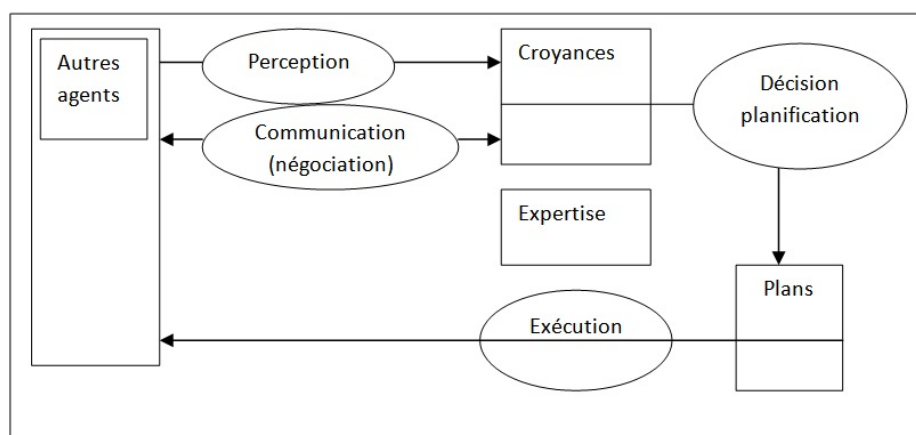 Autres
agents
Perception
Croyances
Communication
(négociation)
Décision
planification
Expertise
Plans
Exécution